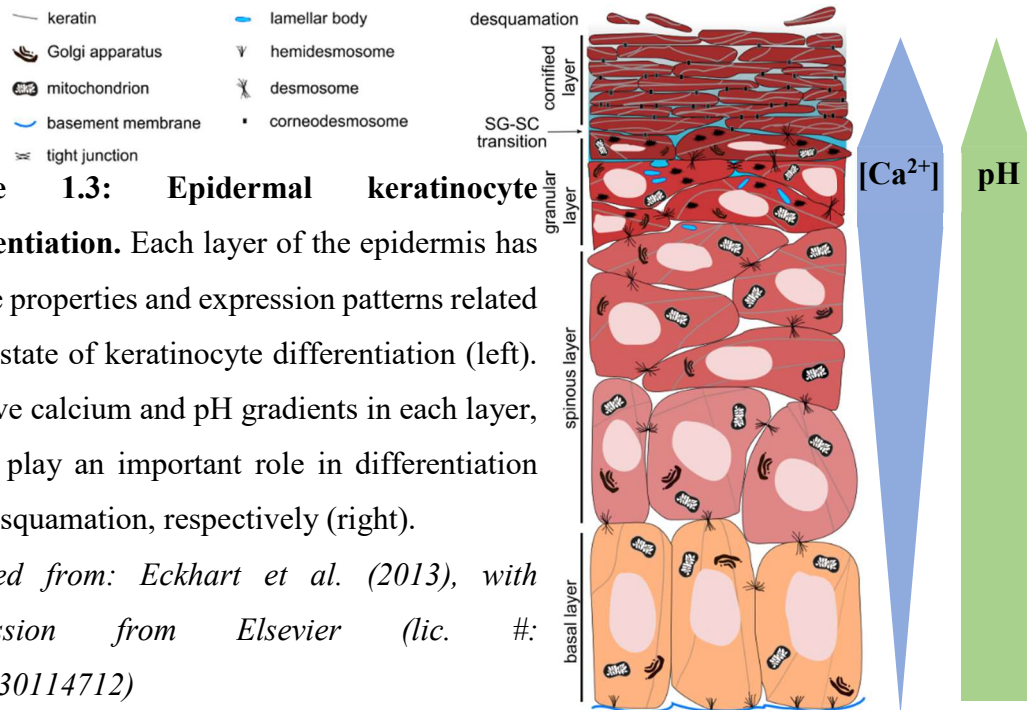 keratin
Golgi apparatus
mitochondrion
basement membrane
tight junction
lamellar body
hemidesmosome
desmosome
corneodesmosome
desquamation
cornified layer
SG-SC transition
granular layer
spinous layer
basal layer
[Ca²⁺]
pH
1.3: Epidermal keratinocyte
Each layer of the epidermis has
properties and expression patterns related
state of keratinocyte differentiation (left).
calcium and pH gradients in each layer,
play an important role in differentiation
respectively (right).
from: Eckhart et al. (2013), with
from Elsevier (lic. #:
30114712)